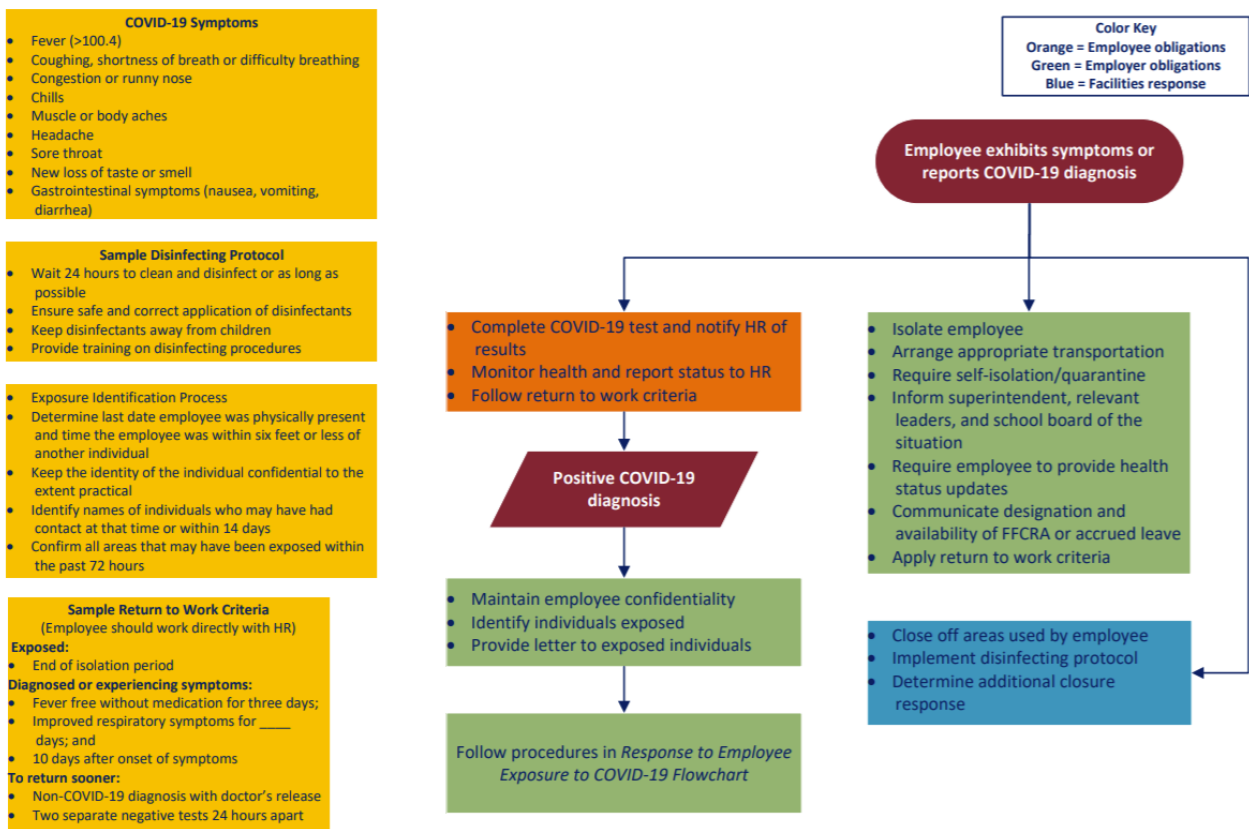 COVID-19 Symptoms
• Fever (>100.4)
• Coughing, shortness of breath or difficulty breathing
• Congestion or runny nose
• Chills
• Muscle or body aches
• Headache
• Sore throat
• New loss of taste or smell
• Gastrointestinal symptoms (nausea, vomiting,
diarrhea)
Sample Disinfecting Protocol
• Wait 24 hours to clean and disinfect or as long as
possible
• Ensure safe and correct application of disinfectants
• Keep disinfectants away from children
• Provide training on disinfecting procedures
• Exposure Identification Process
• Determine last date employee was physically present
and time the employee was within six feet or less of
another individual
• Keep the identity of the individual confidential to the
extent practical
• Identify names of individuals who may have had
contact at that time or within 14 days
• Confirm all areas that may have been exposed within
the past 72 hours
Sample Return to Work Criteria
(Employee should work directly with HR)
Exposed:
• End of isolation period
Diagnosed or experiencing symptoms:
• Fever free without medication for three days;
• Improved respiratory symptoms for ____
days; and
• 10 days after onset of symptoms
To return sooner:
• Non-COVID-19 diagnosis with doctor's release
• Two separate negative tests 24 hours apart
Color Key
Orange = Employee obligations
Green = Employer obligations
Blue = Facilities response
Employee exhibits symptoms or
reports COVID-19 diagnosis
• Complete COVID-19 test and notify HR of
results
• Monitor health and report status to HR
• Follow return to work criteria
Positive COVID-19
diagnosis
• Maintain employee confidentiality
• Identify individuals exposed
• Provide letter to exposed individuals
Follow procedures in Response to Employee
Exposure to COVID-19 Flowchart
• Isolate employee
• Arrange appropriate transportation
• Require self-isolation/quarantine
• Inform superintendent, relevant
leaders, and school board of the
situation
• Require employee to provide health
status updates
• Communicate designation and
availability of FFCRA or accrued leave
• Apply return to work criteria
• Close off areas used by employee
• Implement disinfecting protocol
• Determine additional closure
response